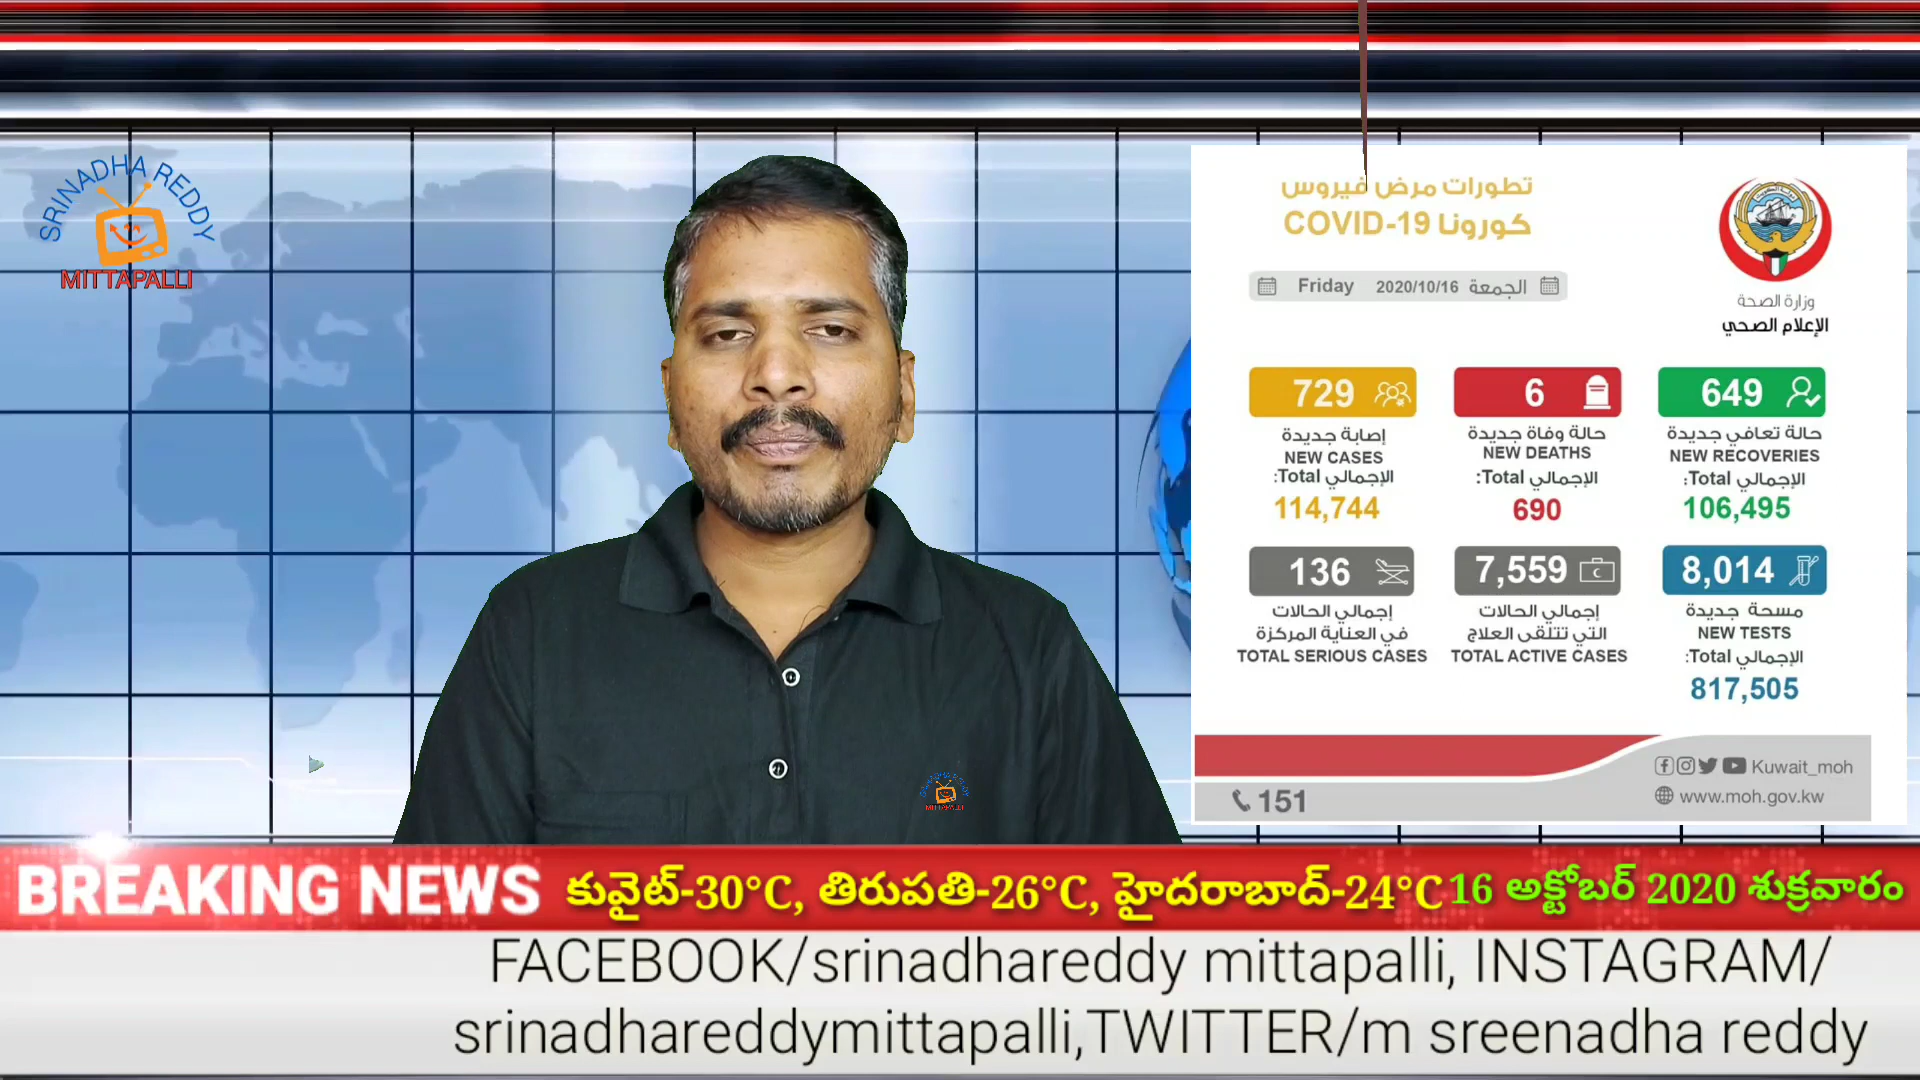 SRINADHA REDDY
MITTAPALLI
تطورات مرض فيروس
كورونا COVID-19
Friday 2020/10/16 الجمعة
وزارة الصحة
الإعلام الصحي
729
إصابة جديدة
NEW CASES
الإجمالي Total:
114,744
6
حالة وفاة جديدة
NEW DEATHS
الإجمالي Total:
690
649
حالة تعافي جديدة
NEW RECOVERIES
الإجمالي Total:
106,495
136
إجمالي الحالات
في العناية المركزة
TOTAL SERIOUS CASES
7,559
إجمالي الحالات
التي تتلقى العلاج
TOTAL ACTIVE CASES
8,014
مسحة جديدة
NEW TESTS
الإجمالي Total:
817,505
Kuwait_moh
www.moh.gov.kw
151
MITTAPALLI
BREAKING NEWS
కువైట్-30°C, తిరుపతి-26°C, హైదరాబాద్-24°C
16 అక్టోబర్ 2020 శుక్రవారం
FACEBOOK/srinadhareddy mittapalli, INSTAGRAM/
srinadhareddymittapalli,TWITTER/m sreenadha reddy